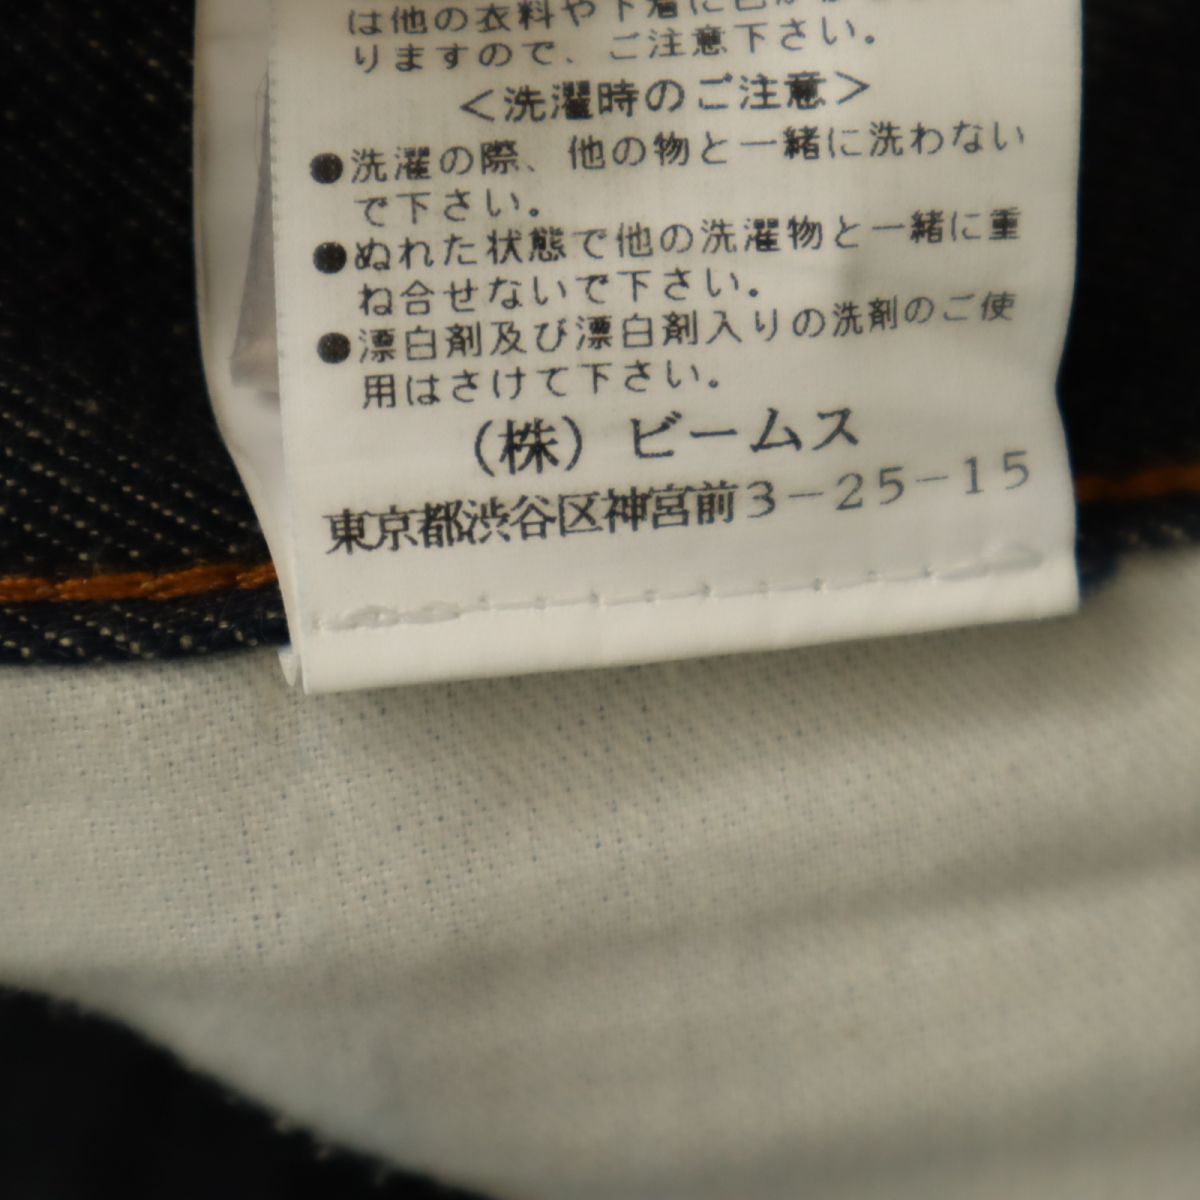 は他の衣料や下着に色が
りますので、ご注意下さい。
<洗濯時のご注意>
●洗濯の際、他の物と一緒に洗わない
で下さい。
●ぬれた状態で他の洗濯物と一緒に重
ね合せないで下さい。
●漂白剤及び漂白剤入りの洗剤のご使
用はさけて下さい。
(株)ビームス
東京都渋谷区神宮前3-25-15